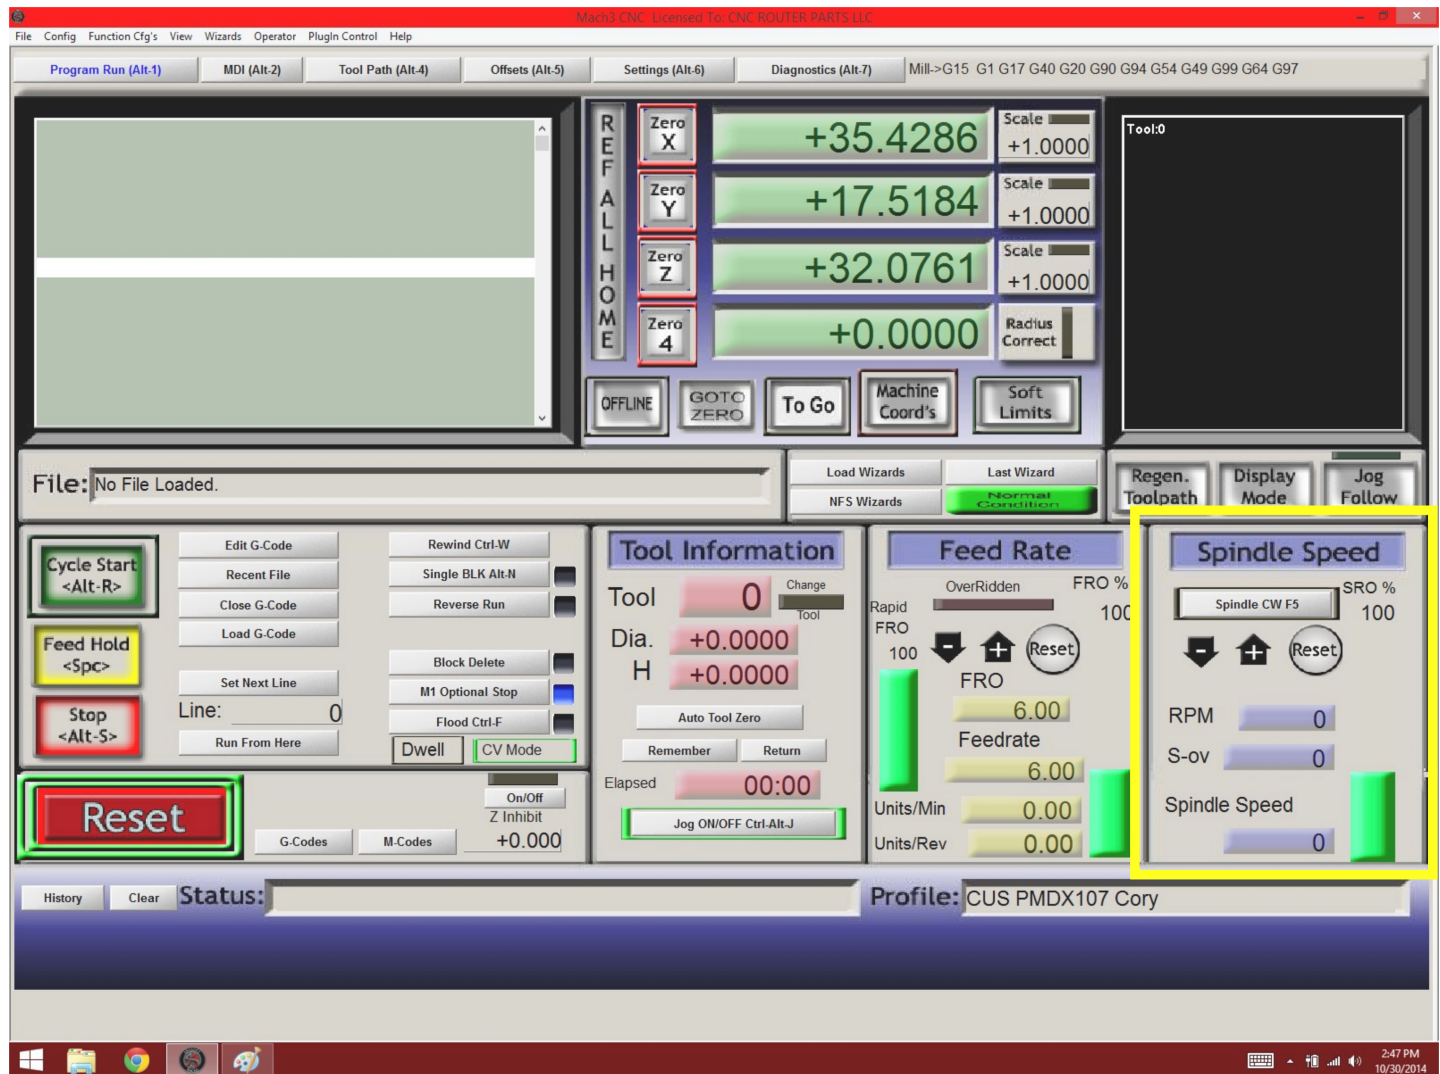 Mach3 CNC Licensed To: CNC ROUTER PARTS LLC
File Config Function Cfg's View Wizards Operator PlugIn Control Help
Program Run (Alt-1) MDI (Alt-2) Tool Path (Alt-4) Offsets (Alt-5) Settings (Alt-6) Diagnostics (Alt-7) Mill->G15 G1 G17 G40 G20 G90 G94 G54 G49 G99 G64 G97
REF ALL HOME
Zero X +35.4286 Scale +1.0000
Zero Y +17.5184 Scale +1.0000
Zero Z +32.0761 Scale +1.0000
Zero 4 +0.0000 Radius Correct
OFFLINE GOTO ZERO To Go Machine Coord's Soft Limits
Tool:0
File: No File Loaded.
Load Wizards Last Wizard
NFS Wizards Normal Condition
Regen. Toolpath Display Mode Jog Follow
Cycle Start <Alt-R>
Feed Hold <Spc>
Stop <Alt-S>
Edit G-Code
Recent File
Close G-Code
Load G-Code
Set Next Line
Line: 0
Run From Here
Rewind Ctrl-W
Single BLK Alt-N
Reverse Run
Block Delete
M1 Optional Stop
Flood Ctrl-F
Dwell CV Mode
Reset
G-Codes M-Codes
On/Off
Z Inhibit
+0.000
Tool Information
Tool 0 Change Tool
Dia. +0.0000
H +0.0000
Auto Tool Zero
Remember Return
Elapsed 00:00
Jog ON/OFF Ctrl-Alt-J
Feed Rate
OverRidden FRO %
100
Rapid FRO
100
Reset
FRO
6.00
Feedrate
6.00
Units/Min 0.00
Units/Rev 0.00
Spindle Speed
Spindle CW F5 SRO %
100
Reset
RPM 0
S-ov 0
Spindle Speed
0
History Clear Status:
Profile: CUS PMDX107 Cory
2:47 PM
10/30/2014